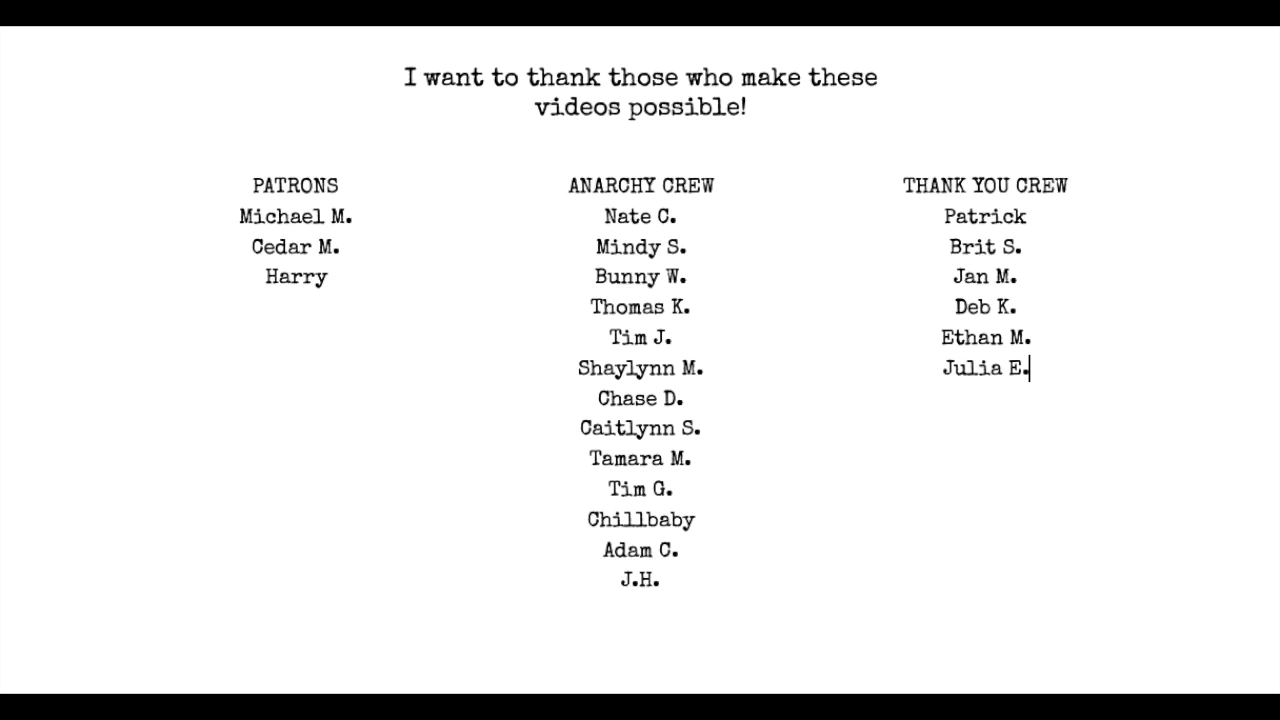 I want to thank those who make these
videos possible!
PATRONS
Michael M.
Cedar M.
Harry
ANARCHY CREW
Nate C.
Mindy S.
Bunny W.
Thomas K.
Tim J.
Shaylynn M.
Chase D.
Caitlynn S.
Tamara M.
Tim G.
Chillbaby
Adam C.
J.H.
THANK YOU CREW
Patrick
Brit S.
Jan M.
Deb K.
Ethan M.
Julia E.